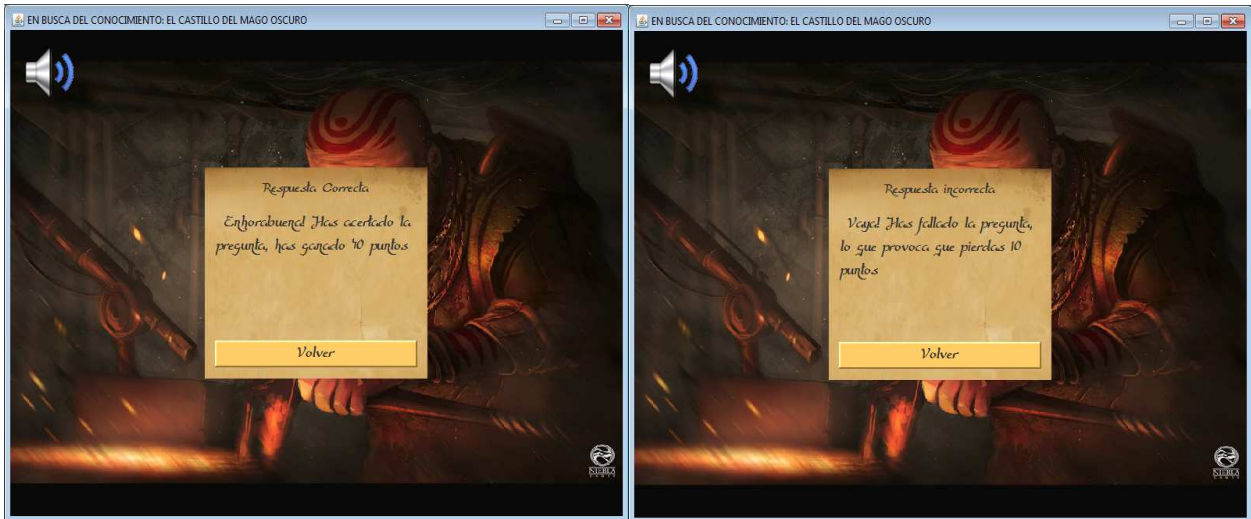 EN BUSCA DEL CONOCIMIENTO: EL CASTILLO DEL MAGO OSCURO
Respuesta Correcta
Enhorabuena! Has acertado la
pregunta, has ganado 40 puntos
Volver
EN BUSCA DEL CONOCIMIENTO: EL CASTILLO DEL MAGO OSCURO
Respuesta incorrecta
Vaya! Has fallado la pregunta,
lo que provoca que pierdas 10
puntos
Volver